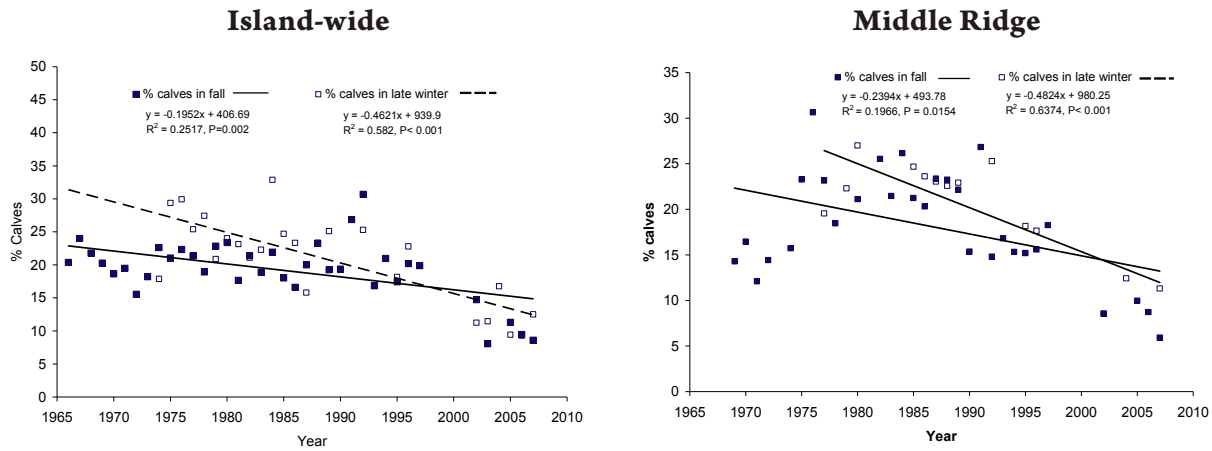 Island-wide
50
45
40
35
30
25
20
15
10
5
0
% Calves
% calves in fall
y = -0.1952x + 406.69
R² = 0.2517, P=0.002
% calves in late winter
y = -0.4621x + 939.9
R² = 0.582, P< 0.001
1965 1970 1975 1980 1985 1990 1995 2000 2005 2010
Year
Middle Ridge
35
30
25
20
15
10
5
0
% calves
% calves in fall
y = -0.2394x + 493.78
R² = 0.1966, P = 0.0154
% calves in late winter
y = -0.4824x + 980.25
R² = 0.6374, P< 0.001
1965 1970 1975 1980 1985 1990 1995 2000 2005 2010
Year